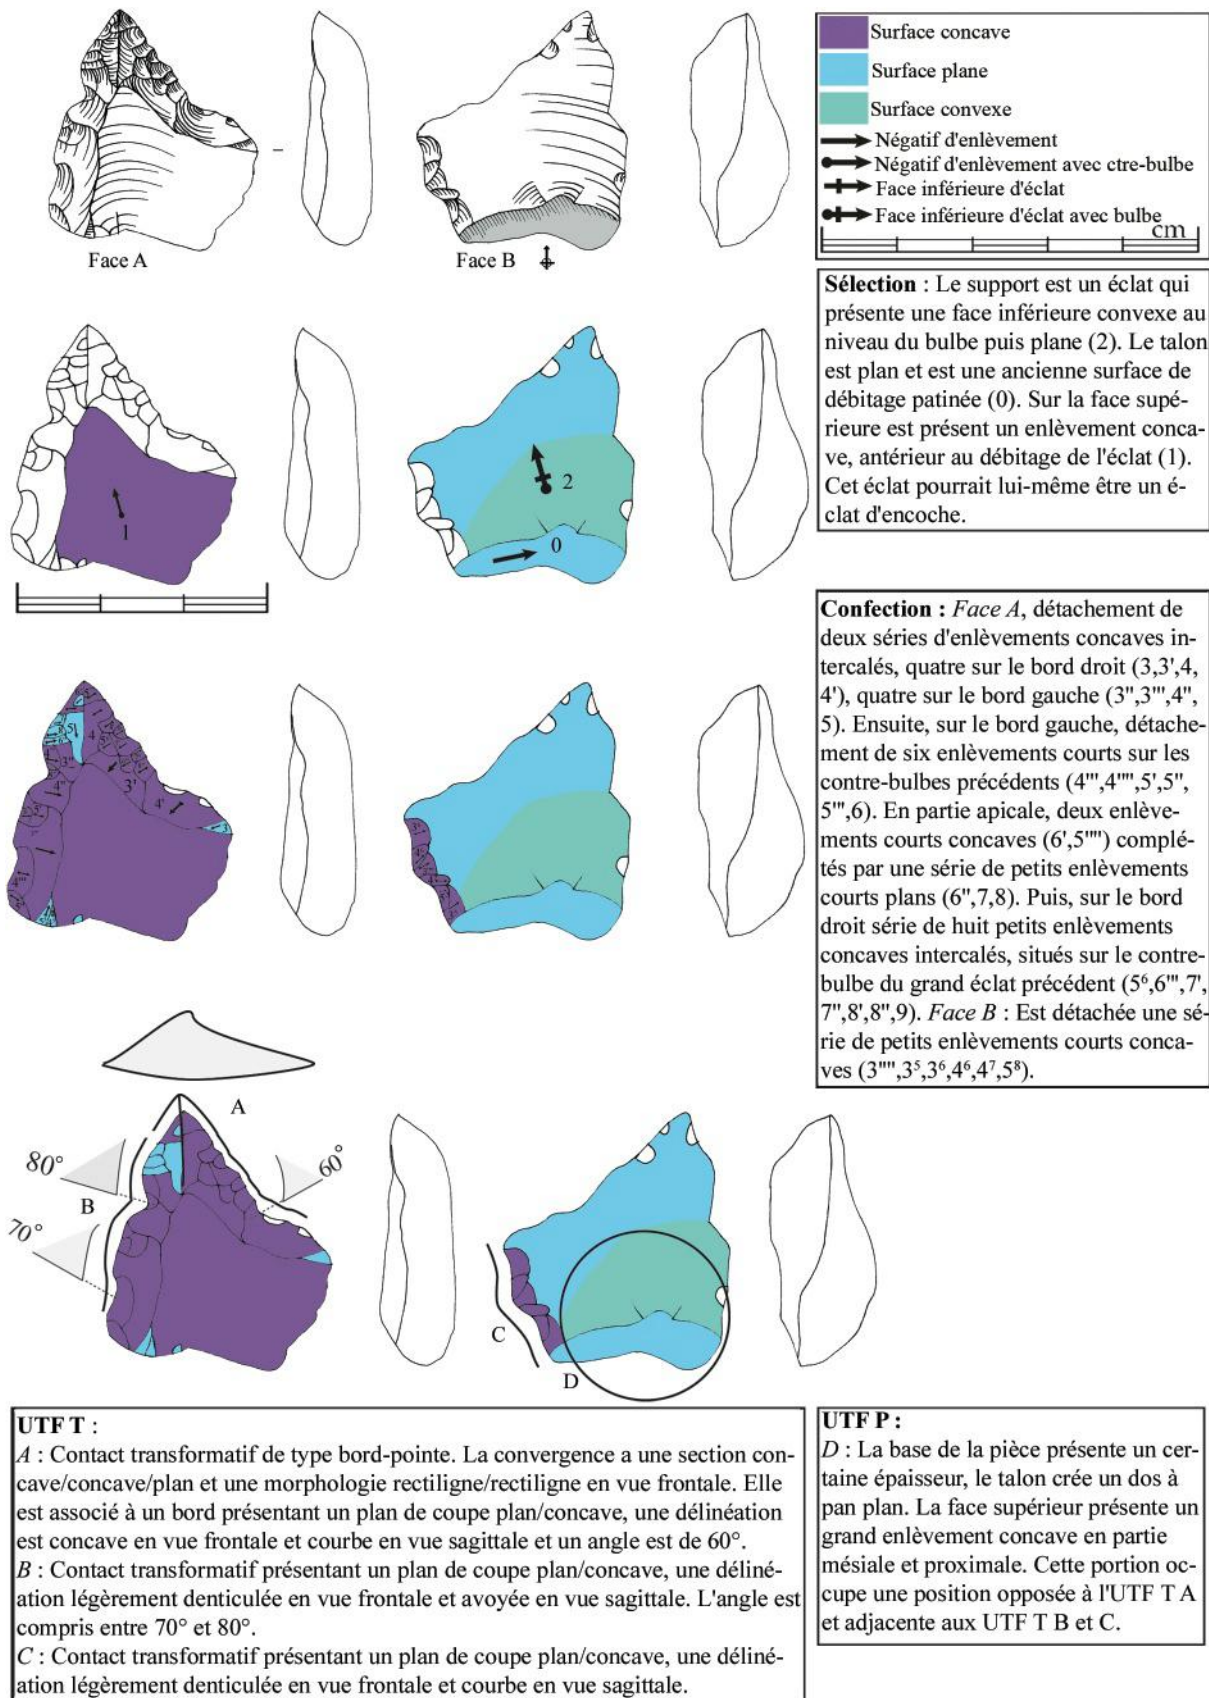 Surface concave
Surface plane
Surface convexe
Négatif d'enlèvement
Négatif d'enlèvement avec ctre-bulbe
Face inférieure d'éclat
Face inférieure d'éclat avec bulbe
cm
Face A
Face B
Sélection : Le support est un éclat qui
présente une face inférieure convexe au
niveau du bulbe puis plane (2). Le talon
est plan et est une ancienne surface de
débitage patinée (0). Sur la face supé-
rieure est présent un enlèvement conca-
ve, antérieur au débitage de l'éclat (1).
Cet éclat pourrait lui-même être un é-
clat d'encoche.
1
2
0
Confection : Face A, détachement de
deux séries d'enlèvements concaves in-
tercalés, quatre sur le bord droit (3,3',4,
4'), quatre sur le bord gauche (3'',3''',4'',
5). Ensuite, sur le bord gauche, détache-
ment de six enlèvements courts sur les
contre-bulbes précédents (4''',4'''',5',5'',
5''',6). En partie apicale, deux enlève-
ments courts concaves (6',5'''') complé-
tés par une série de petits enlèvements
courts plans (6'',7,8). Puis, sur le bord
droit série de huit petits enlèvements
concaves intercalés, situés sur le contre-
bulbe du grand éclat précédent (5⁶,6''',7',
7'',8',8'',9). Face B : Est détachée une sé-
rie de petits enlèvements courts conca-
ves (3'''',3⁵,3⁶,4⁶,4⁷,5⁸).
4
3''
3'
4''
4'
4'''
A
80°
60°
B
70°
C
D
UTF T :
A : Contact transformatif de type bord-pointe. La convergence a une section con-
cave/concave/plan et une morphologie rectiligne/rectiligne en vue frontale. Elle
est associé à un bord présentant un plan de coupe plan/concave, une délinéation
est concave en vue frontale et courbe en vue sagittale et un angle est de 60°.
B : Contact transformatif présentant un plan de coupe plan/concave, une déliné-
ation légèrement denticulée en vue frontale et avoyée en vue sagittale. L'angle est
compris entre 70° et 80°.
C : Contact transformatif présentant un plan de coupe plan/concave, une déliné-
ation légèrement denticulée en vue frontale et courbe en vue sagittale.
UTF P :
D : La base de la pièce présente un cer-
taine épaisseur, le talon crée un dos à
pan plan. La face supérieur présente un
grand enlèvement concave en partie
mésiale et proximale. Cette portion oc-
cupe une position opposée à l'UTF T A
et adjacente aux UTF T B et C.